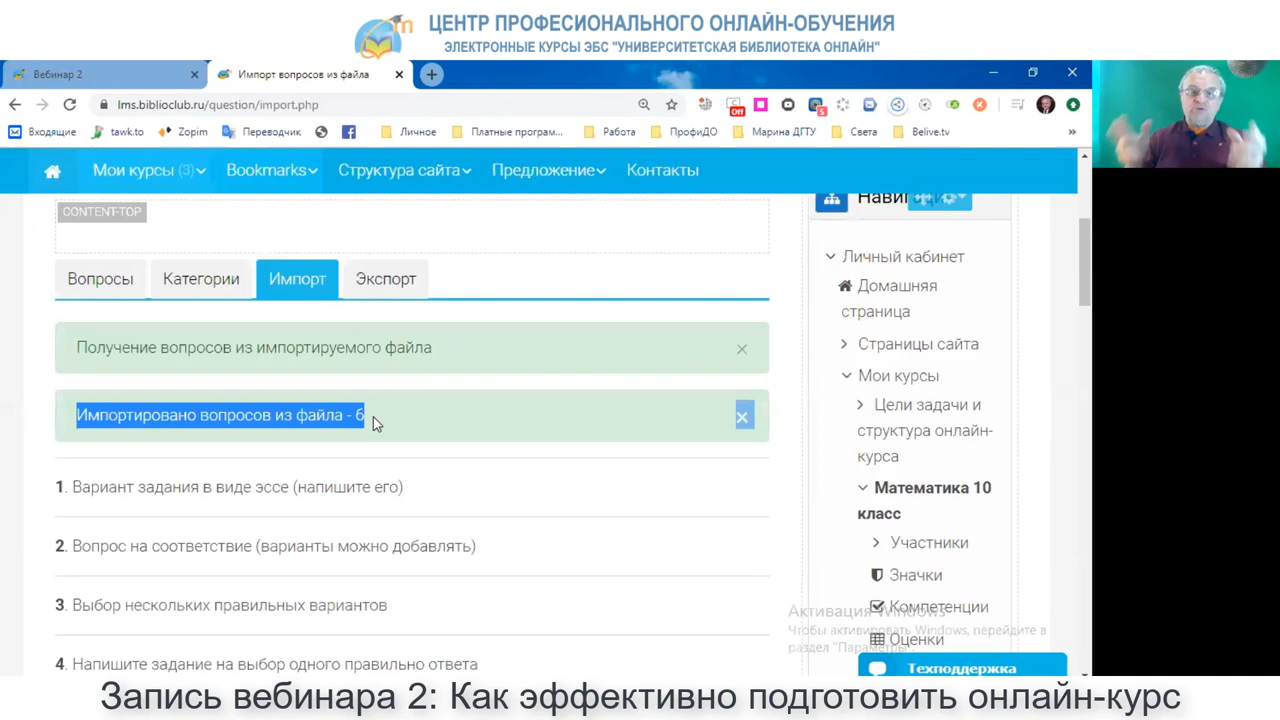 ЦЕНТР ПРОФЕСИОНАЛЬНОГО ОНЛАЙН-ОБУЧЕНИЯ
ЭЛЕКТРОННЫЕ КУРСЫ ЭБС "УНИВЕРСИТЕТСКАЯ БИБЛИОТЕКА ОНЛАЙН"
Вебинар 2
Импорт вопросов из файла
lms.biblioclub.ru/question/import.php
Off
5
Входящие
tawk.to
Zopim
Переводчик
Личное
Платные програм...
Работа
ПрофиДО
Марина ДГТУ
Света
Belive.tv
Мои курсы (3)
Bookmarks
Структура сайта
Предложение
Контакты
CONTENT-TOP
Вопросы
Категории
Импорт
Экспорт
Получение вопросов из импортируемого файла
Импортировано вопросов из файла - 6
1. Вариант задания в виде эссе (напишите его)
2. Вопрос на соответствие (варианты можно добавлять)
3. Выбор нескольких правильных вариантов
4. Напишите задание на выбор одного правильно ответа
Личный кабинет
Домашняя
страница
Страницы сайта
Мои курсы
Цели задачи и
структура онлайн-
курса
Математика 10
класс
Участники
Значки
Компетенции
Оценки
Активация Windows
Чтобы активировать Windows, перейдите в
раздел "Параметры".
Техподдержка
Запись вебинара 2: Как эффективно подготовить онлайн-курс